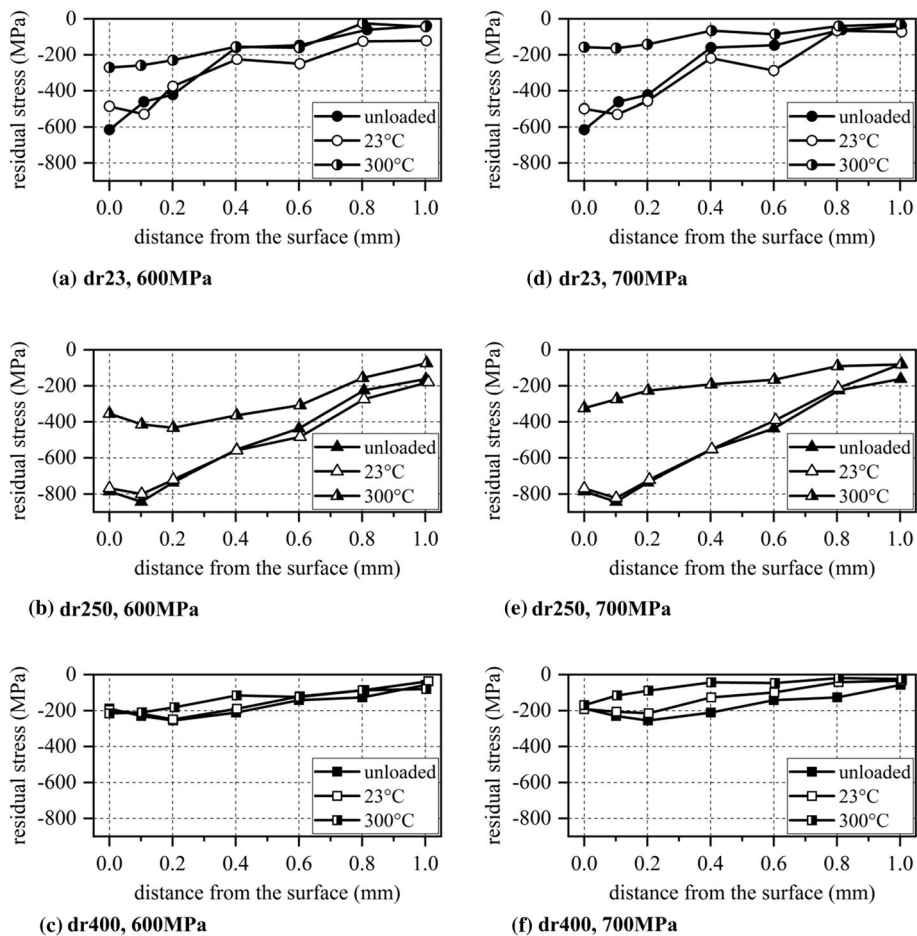 residual stress (MPa)
0
-200
-400
-600
-800
unloaded
23°C
300°C
0.0 0.2 0.4 0.6 0.8 1.0
distance from the surface (mm)
(a) dr23, 600MPa
residual stress (MPa)
0
-200
-400
-600
-800
unloaded
23°C
300°C
0.0 0.2 0.4 0.6 0.8 1.0
distance from the surface (mm)
(d) dr23, 700MPa
residual stress (MPa)
0
-200
-400
-600
-800
unloaded
23°C
300°C
0.0 0.2 0.4 0.6 0.8 1.0
distance from the surface (mm)
(b) dr250, 600MPa
residual stress (MPa)
0
-200
-400
-600
-800
unloaded
23°C
300°C
0.0 0.2 0.4 0.6 0.8 1.0
distance from the surface (mm)
(e) dr250, 700MPa
residual stress (MPa)
0
-200
-400
-600
-800
unloaded
23°C
300°C
0.0 0.2 0.4 0.6 0.8 1.0
distance from the surface (mm)
(c) dr400, 600MPa
residual stress (MPa)
0
-200
-400
-600
-800
unloaded
23°C
300°C
0.0 0.2 0.4 0.6 0.8 1.0
distance from the surface (mm)
(f) dr400, 700MPa